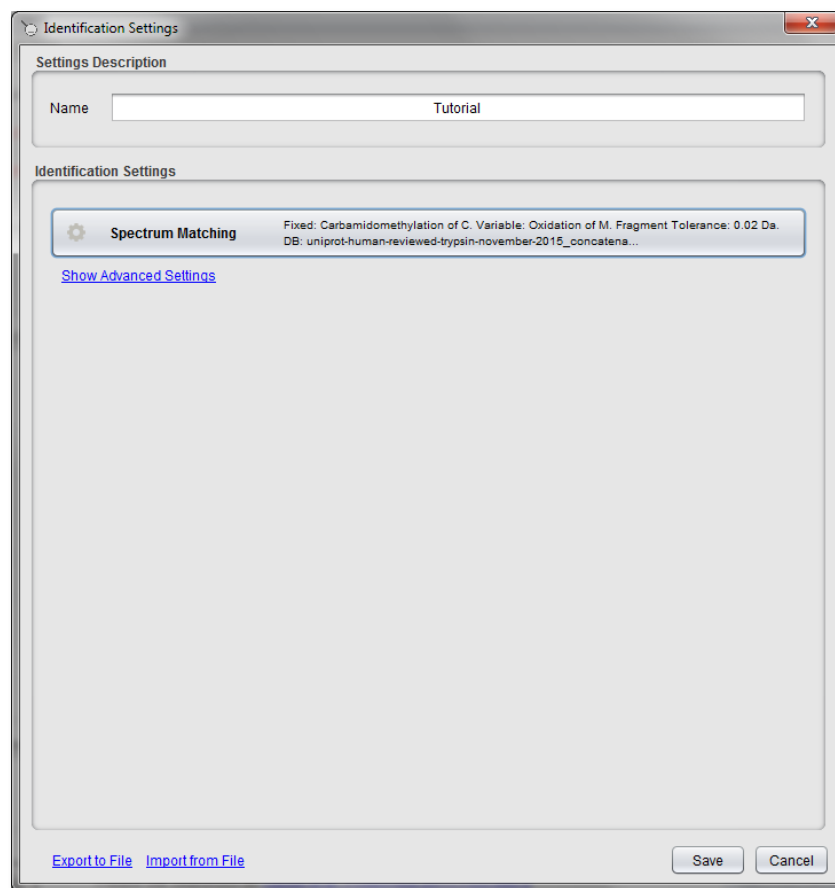 Identification Settings
Settings Description
Name
Tutorial
Identification Settings
Spectrum Matching
Fixed: Carbamidomethylation of C. Variable: Oxidation of M. Fragment Tolerance: 0.02 Da.
DB: uniprot-human-reviewed-trypsin-november-2015_concatena...
Show Advanced Settings
Export to File Import from File
Save Cancel